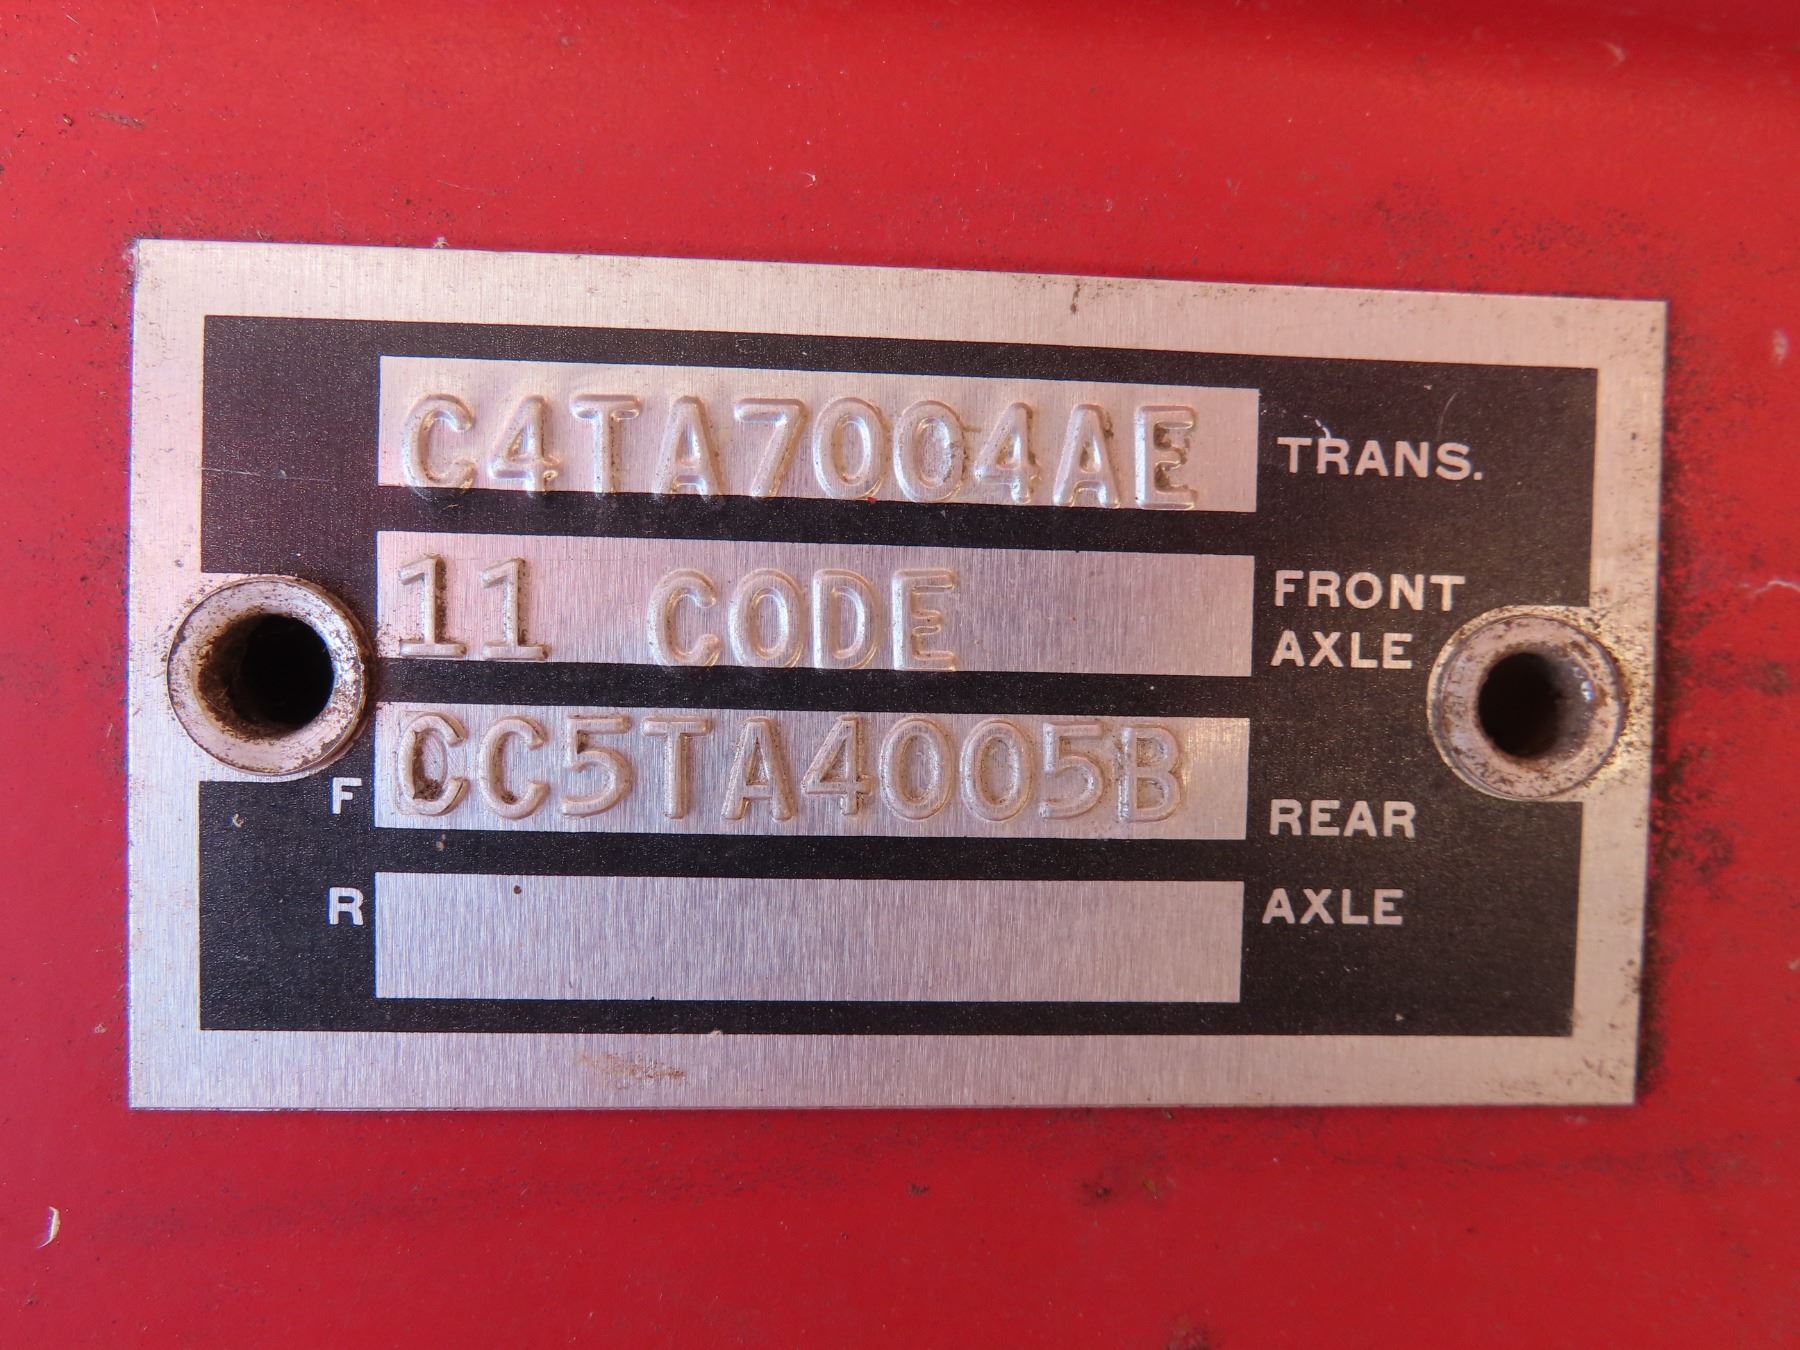 C4TA7004AE TRANS.
11 CODE FRONT
AXLE
F CC5TA4005B REAR
R AXLE